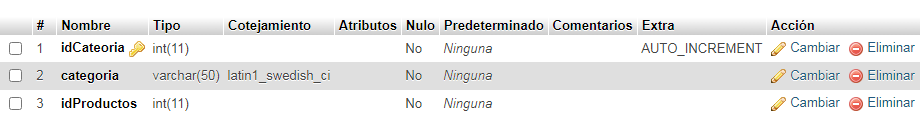 # Nombre Tipo Cotejamiento Atributos Nulo Predeterminado Comentarios Extra Acción
1 idCateoria int(11) No Ninguna AUTO_INCREMENT Cambiar Eliminar
2 categoria varchar(50) latin1_swedish_ci No Ninguna Cambiar Eliminar
3 idProductos int(11) No Ninguna Cambiar Eliminar